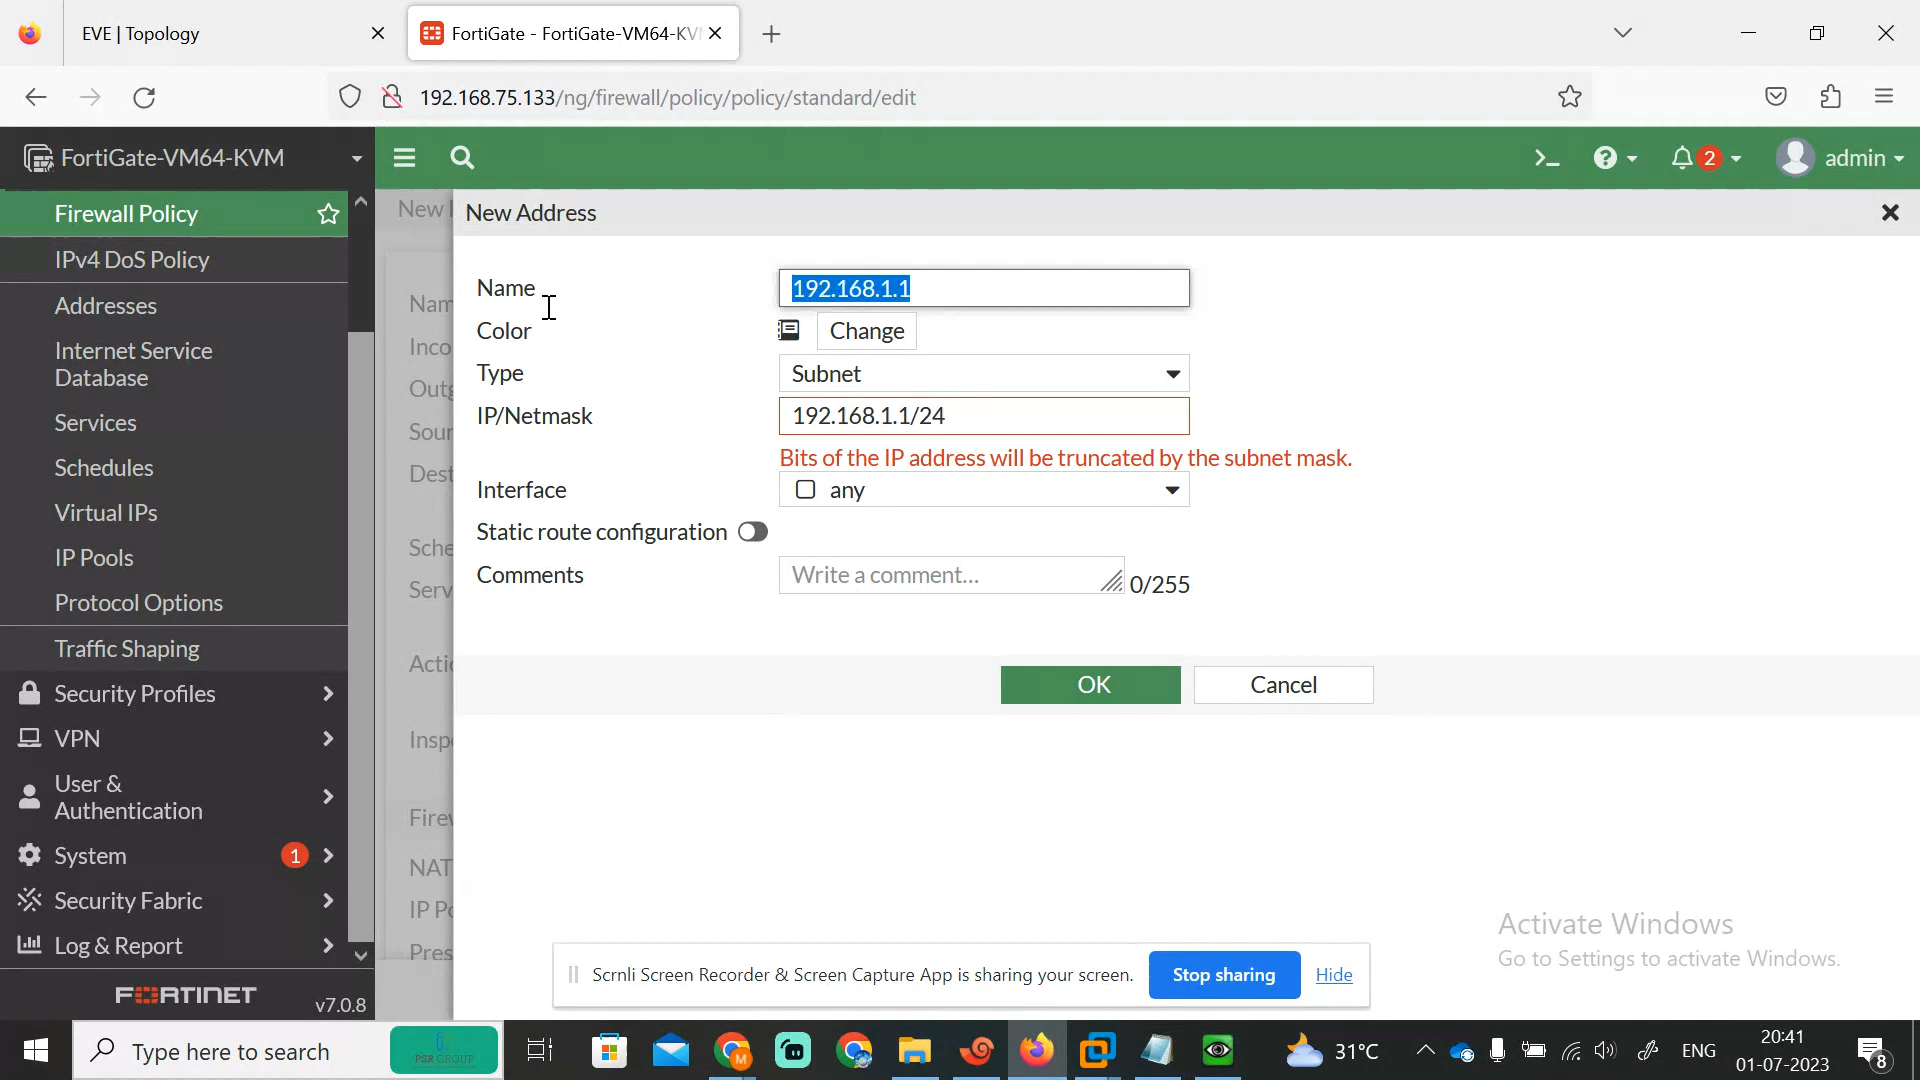 EVE | Topology
FortiGate - FortiGate-VM64-KV
192.168.75.133/ng/firewall/policy/policy/standard/edit
FortiGate-VM64-KVM
2
admin
Firewall Policy
IPv4 DoS Policy
Addresses
Internet Service
Database
Services
Schedules
Virtual IPs
IP Pools
Protocol Options
Traffic Shaping
Security Profiles
VPN
User &
Authentication
System
1
Security Fabric
Log & Report
FORTINET
v7.0.8
New
Nam
Inco
Outg
Sour
Dest
Sche
Serv
Actio
Insp
Firew
NAT
IP Po
Pres
New Address
Name
192.168.1.1
Color
Change
Type
Subnet
IP/Netmask
192.168.1.1/24
Bits of the IP address will be truncated by the subnet mask.
Interface
any
Static route configuration
Comments
Write a comment...
0/255
OK
Cancel
Activate Windows
Go to Settings to activate Windows.
Scrnli Screen Recorder & Screen Capture App is sharing your screen.
Stop sharing
Hide
Type here to search
PSR GROUP
M
31°C
ENG
20:41
01-07-2023
8